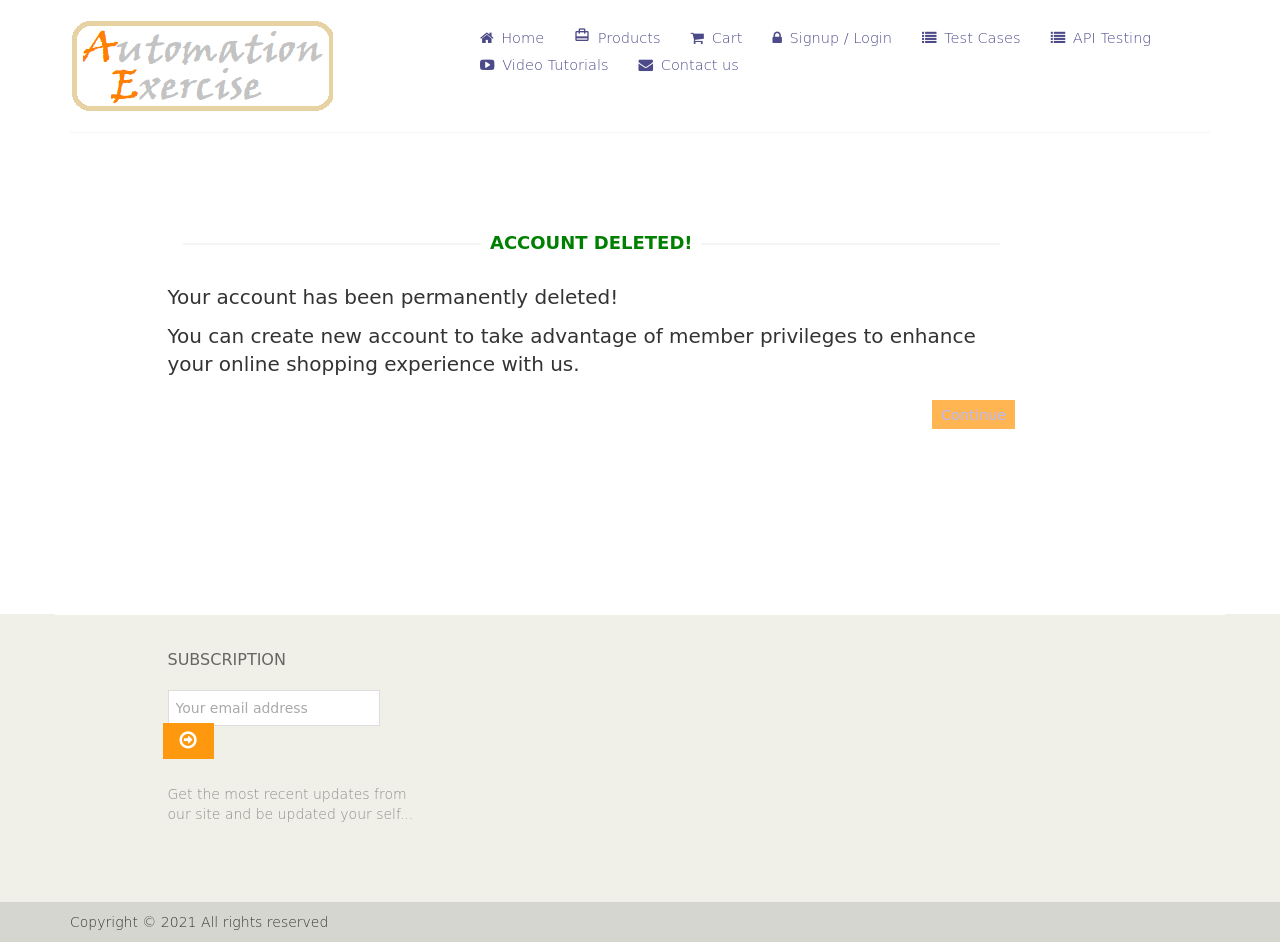 Automation
Exercise
Home Products Cart Signup / Login Test Cases API Testing
Video Tutorials Contact us
ACCOUNT DELETED!
Your account has been permanently deleted!
You can create new account to take advantage of member privileges to enhance
your online shopping experience with us.
Continue
SUBSCRIPTION
Your email address
Get the most recent updates from
our site and be updated your self...
Copyright © 2021 All rights reserved